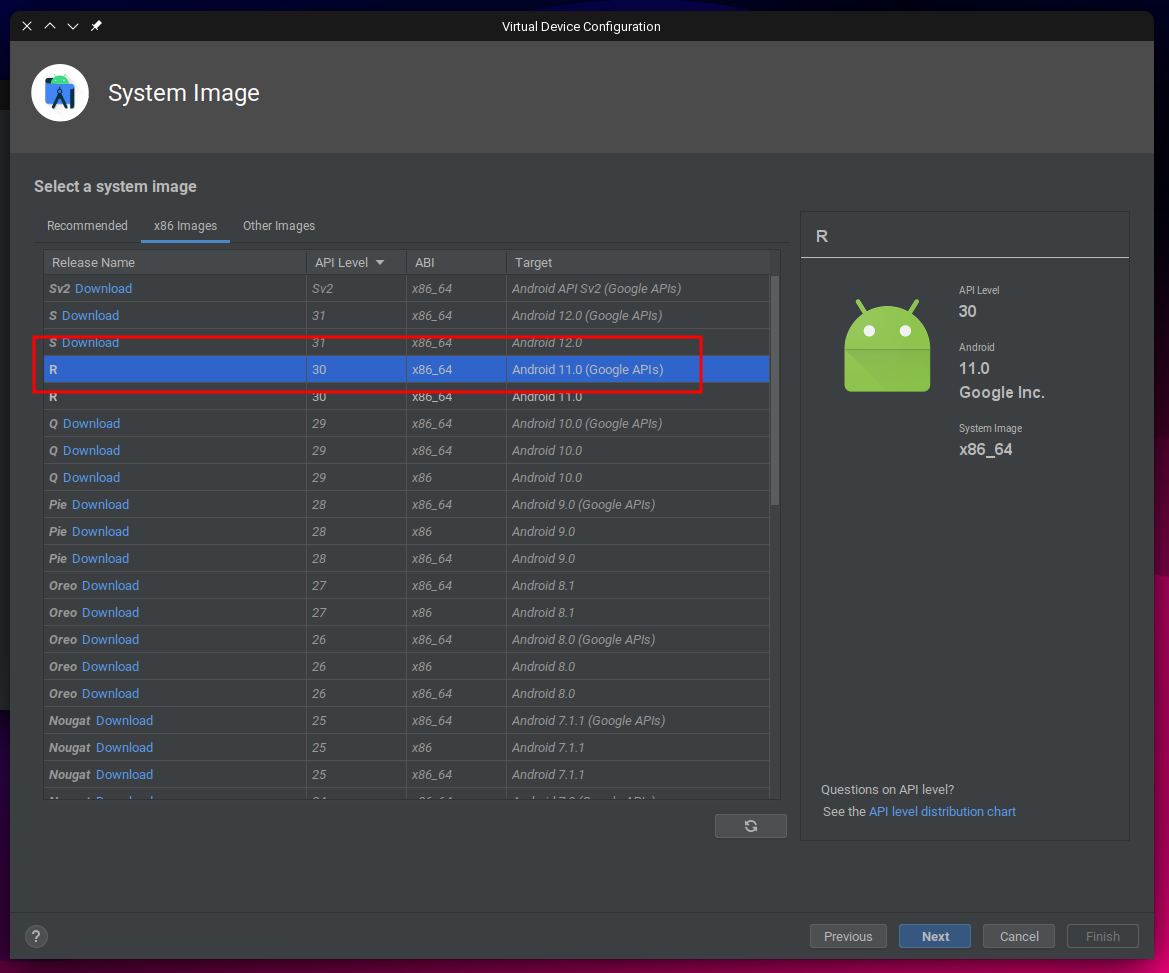 Virtual Device Configuration
System Image
Select a system image
Recommended x86 Images Other Images
Release Name API Level ABI Target
Sv2 Download Sv2 x86_64 Android API Sv2 (Google APIs)
S Download 31 x86_64 Android 12.0 (Google APIs)
S Download 31 x86_64 Android 12.0
R 30 x86_64 Android 11.0 (Google APIs)
R 30 x86_64 Android 11.0
Q Download 29 x86_64 Android 10.0 (Google APIs)
Q Download 29 x86_64 Android 10.0
Q Download 29 x86 Android 10.0
Pie Download 28 x86_64 Android 9.0 (Google APIs)
Pie Download 28 x86 Android 9.0
Pie Download 28 x86_64 Android 9.0
Oreo Download 27 x86_64 Android 8.1
Oreo Download 27 x86 Android 8.1
Oreo Download 26 x86_64 Android 8.0 (Google APIs)
Oreo Download 26 x86 Android 8.0
Oreo Download 26 x86_64 Android 8.0
Nougat Download 25 x86_64 Android 7.1.1 (Google APIs)
Nougat Download 25 x86 Android 7.1.1
Nougat Download 25 x86_64 Android 7.1.1
R
API Level
30
Android
11.0
Google Inc.
System Image
x86_64
Questions on API level?
See the API level distribution chart
? Previous Next Cancel Finish